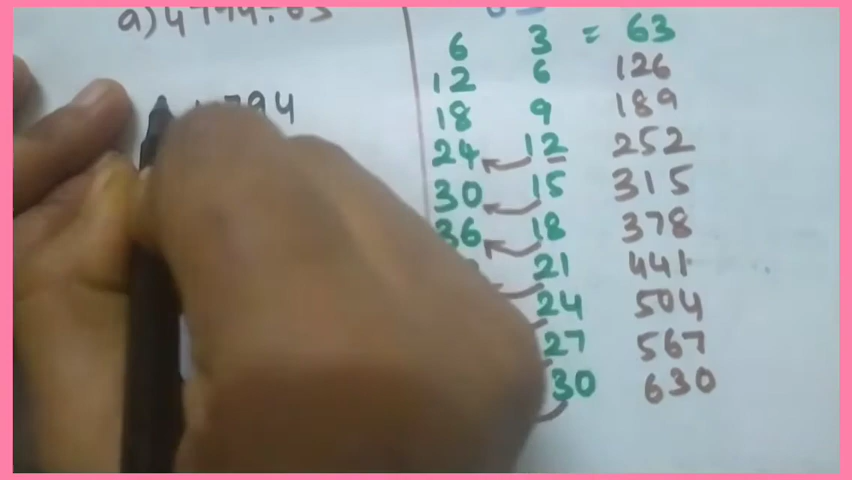 a) 4794÷63
794
6 3 = 63
12 6 126
18 9 189
24 12 252
30 15 315
36 18 378
21 441
24 504
27 567
30 630